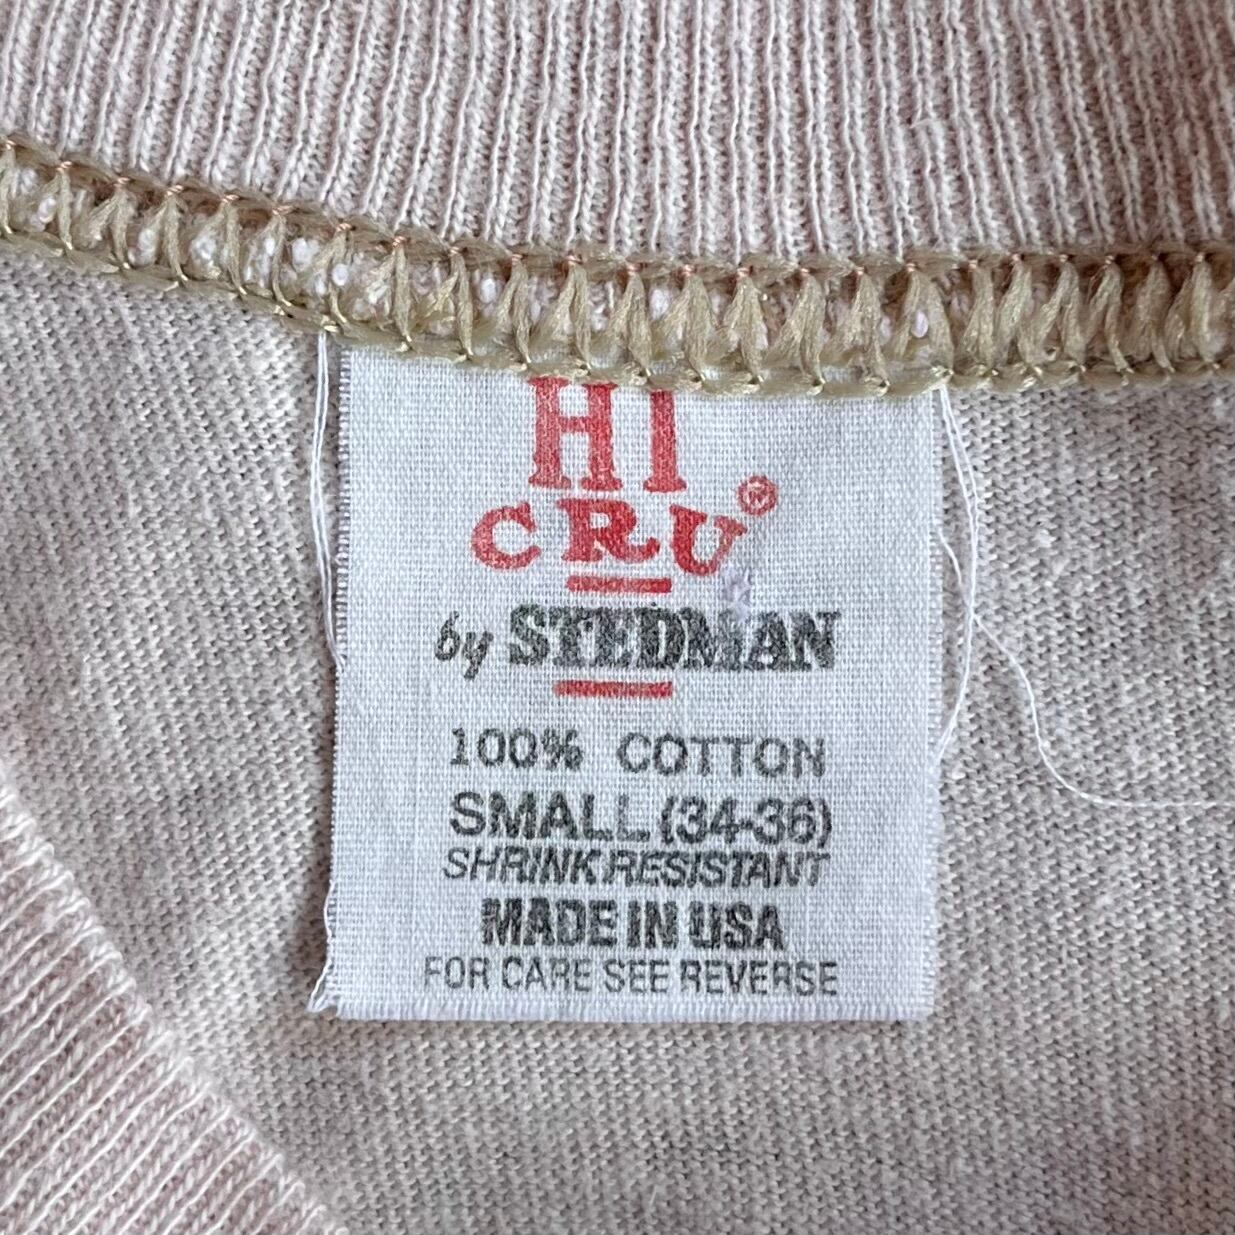 HI
CRU®
by STEDMAN
100% COTTON
SMALL (34-36)
SHRINK RESISTANT
MADE IN USA
FOR CARE SEE REVERSE